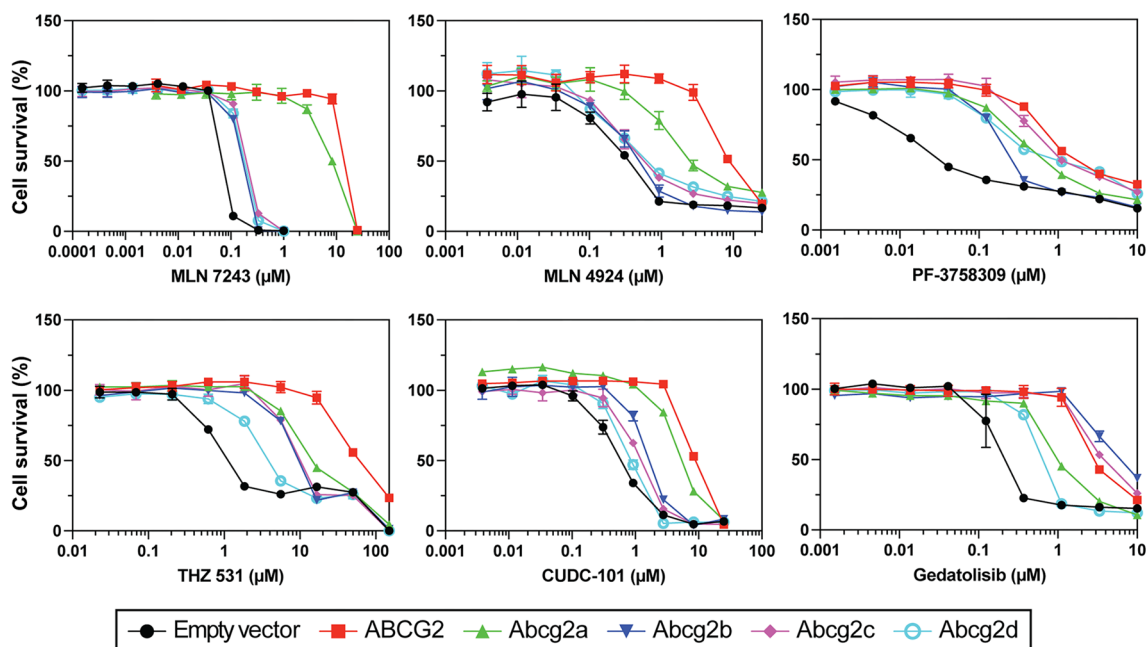 150
100
50
0
Cell survival (%)
0.0001 0.001 0.01 0.1 1 10 100
MLN 7243 (µM)
150
100
50
0
0.001 0.01 0.1 1 10
MLN 4924 (µM)
150
100
50
0
0.001 0.01 0.1 1 10
PF-3758309 (µM)
150
100
50
0
Cell survival (%)
0.01 0.1 1 10 100
THZ 531 (µM)
150
100
50
0
0.001 0.01 0.1 1 10 100
CUDC-101 (µM)
150
100
50
0
0.001 0.01 0.1 1 10
Gedatolisib (µM)
Empty vector ABCG2 Abcg2a Abcg2b Abcg2c Abcg2d